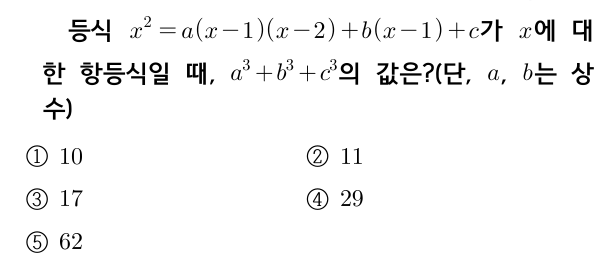 등식 x² = a(x-1)(x-2)+b(x-1)+c가 x에 대
한 항등식일 때, a³+b³+c³의 값은?(단, a, b는 상
수)
① 10 ② 11
③ 17 ④ 29
⑤ 62